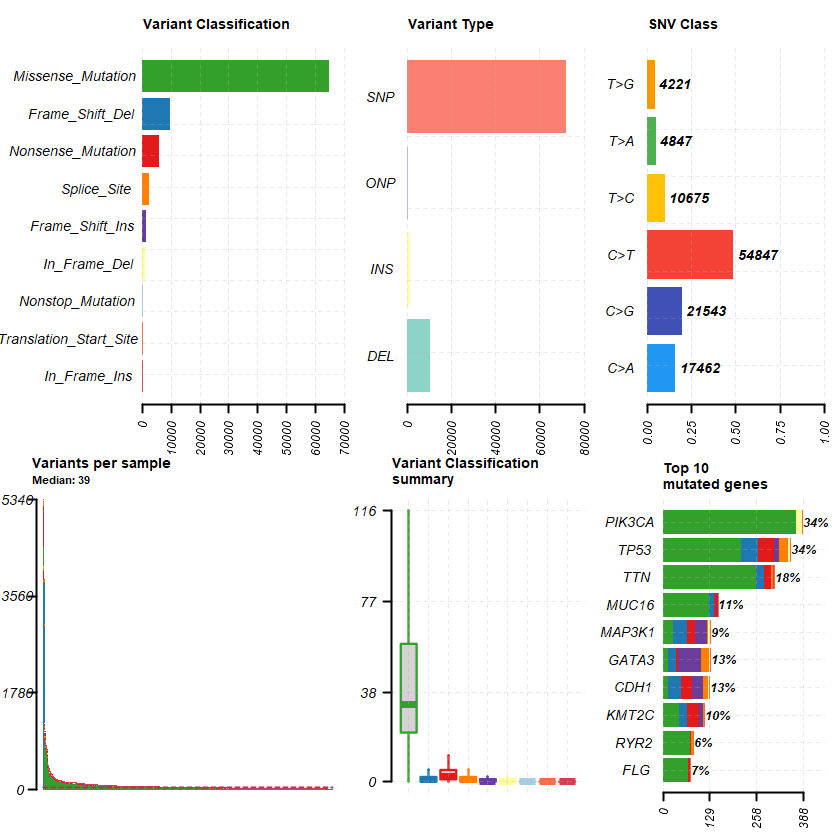 Variant Classification
Missense_Mutation
Frame_Shift_Del
Nonsense_Mutation
Splice_Site
Frame_Shift_Ins
In_Frame_Del
Nonstop_Mutation
Translation_Start_Site
In_Frame_Ins
0
10000
20000
30000
40000
50000
60000
70000
Variant Type
SNP
ONP
INS
DEL
0
20000
40000
60000
80000
SNV Class
T>G 4221
T>A 4847
T>C 10675
C>T 54847
C>G 21543
C>A 17462
0.00
0.25
0.50
0.75
1.00
Variants per sample
Median: 39
5340
3560
1780
0
Variant Classification
summary
116
77
38
0
Top 10
mutated genes
PIK3CA 34%
TP53 34%
TTN 18%
MUC16 11%
MAP3K1 9%
GATA3 13%
CDH1 13%
KMT2C 10%
RYR2 6%
FLG 7%
0
129
258
388